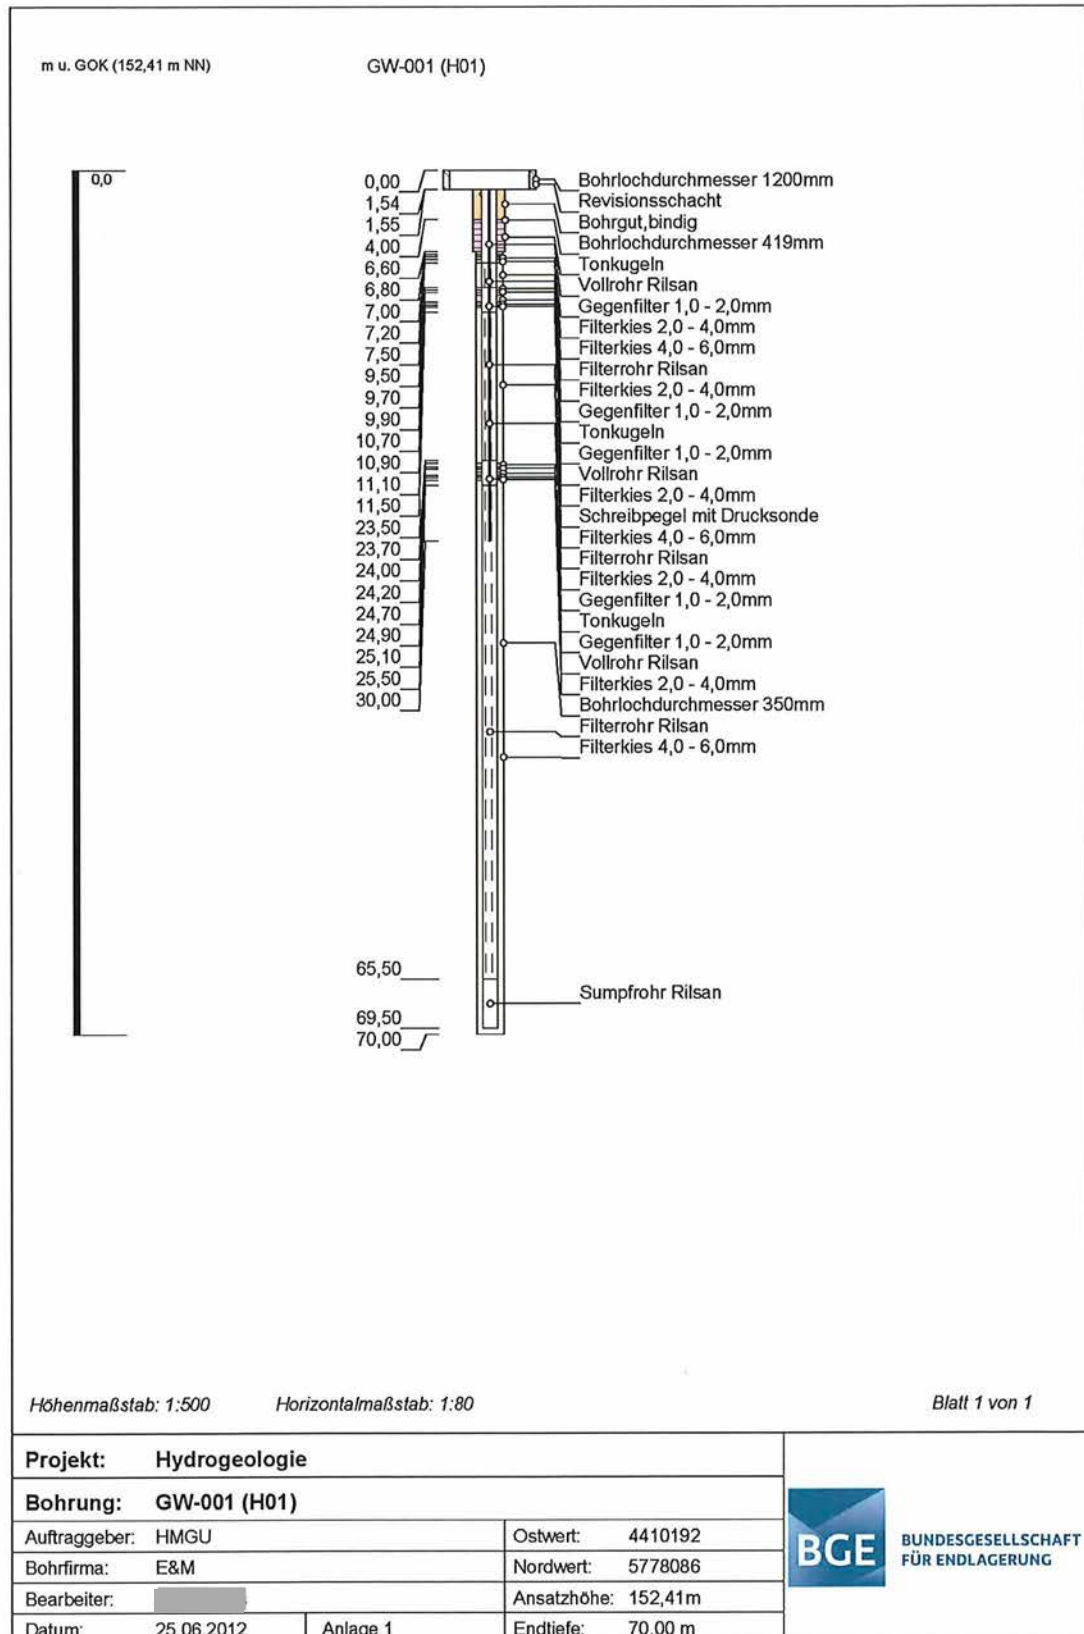 m u. GOK (152,41 m NN)
GW-001 (H01)
0,0
0,00
1,54
1,55
4,00
6,60
6,80
7,00
7,20
7,50
9,50
9,70
9,90
10,70
10,90
11,10
11,50
23,50
23,70
24,00
24,20
24,70
24,90
25,10
25,50
30,00
65,50
69,50
70,00
Bohrlochdurchmesser 1200mm
Revisionsschacht
Bohrgut,bindig
Bohrlochdurchmesser 419mm
Tonkugeln
Vollrohr Rilsan
Gegenfilter 1,0 - 2,0mm
Filterkies 2,0 - 4,0mm
Filterkies 4,0 - 6,0mm
Filterrohr Rilsan
Filterkies 2,0 - 4,0mm
Gegenfilter 1,0 - 2,0mm
Tonkugeln
Gegenfilter 1,0 - 2,0mm
Vollrohr Rilsan
Filterkies 2,0 - 4,0mm
Schreibpegel mit Drucksonde
Filterkies 4,0 - 6,0mm
Filterrohr Rilsan
Filterkies 2,0 - 4,0mm
Gegenfilter 1,0 - 2,0mm
Tonkugeln
Gegenfilter 1,0 - 2,0mm
Vollrohr Rilsan
Filterkies 2,0 - 4,0mm
Bohrlochdurchmesser 350mm
Filterrohr Rilsan
Filterkies 4,0 - 6,0mm
Sumpfrohr Rilsan
Höhenmaßstab: 1:500 Horizontalmaßstab: 1:80 Blatt 1 von 1
Projekt: Hydrogeologie
Bohrung: GW-001 (H01)
Auftraggeber: HMGU Ostwert: 4410192
Bohrfirma: E&M Nordwert: 5778086
Bearbeiter: Ansatzhöhe: 152,41m
Datum: 25.06.2012 Anlage 1 Endtiefe: 70,00 m
BGE
BUNDESGESELLSCHAFT
FÜR ENDLAGERUNG